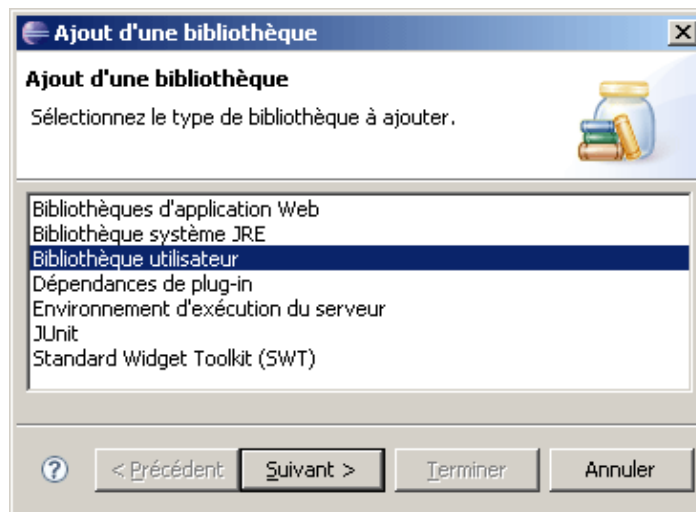 Ajout d'une bibliothèque
Ajout d'une bibliothèque
Sélectionnez le type de bibliothèque à ajouter.
Bibliothèques d'application Web
Bibliothèque système JRE
Bibliothèque utilisateur
Dépendances de plug-in
Environnement d'exécution du serveur
JUnit
Standard Widget Toolkit (SWT)
? < Précédent Suivant > Terminer Annuler